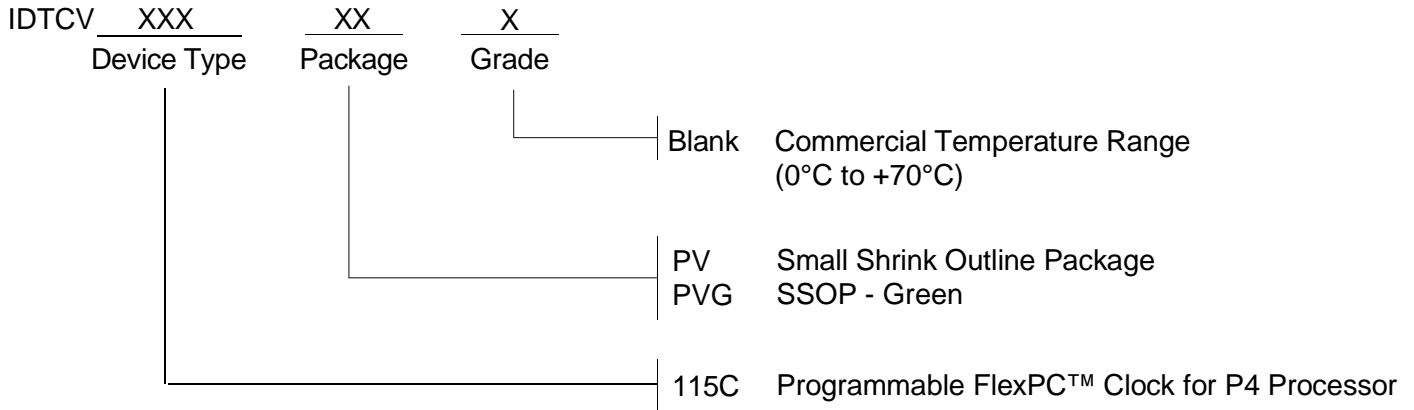 IDTCV XXX XX X
Device Type Package Grade
Blank Commercial Temperature Range
(0°C to +70°C)
PV Small Shrink Outline Package
PVG SSOP - Green
115C Programmable FlexPC™ Clock for P4 Processor